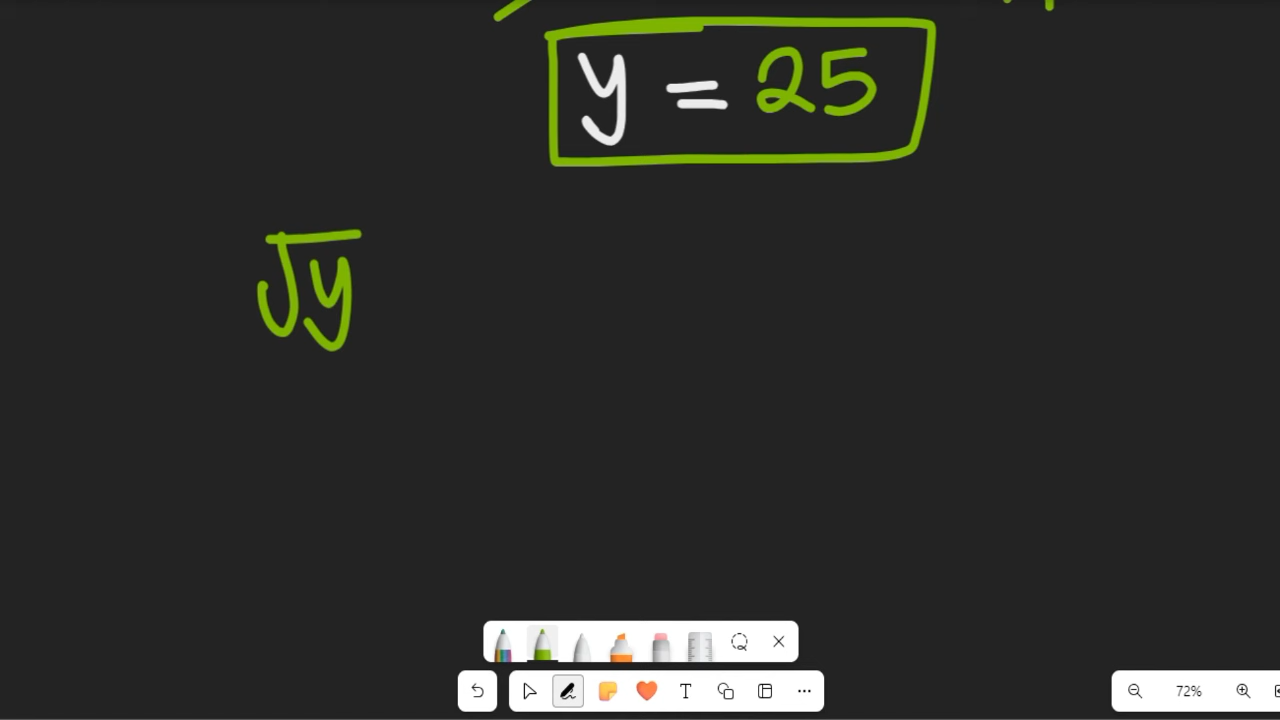 y = 25
√y
72%